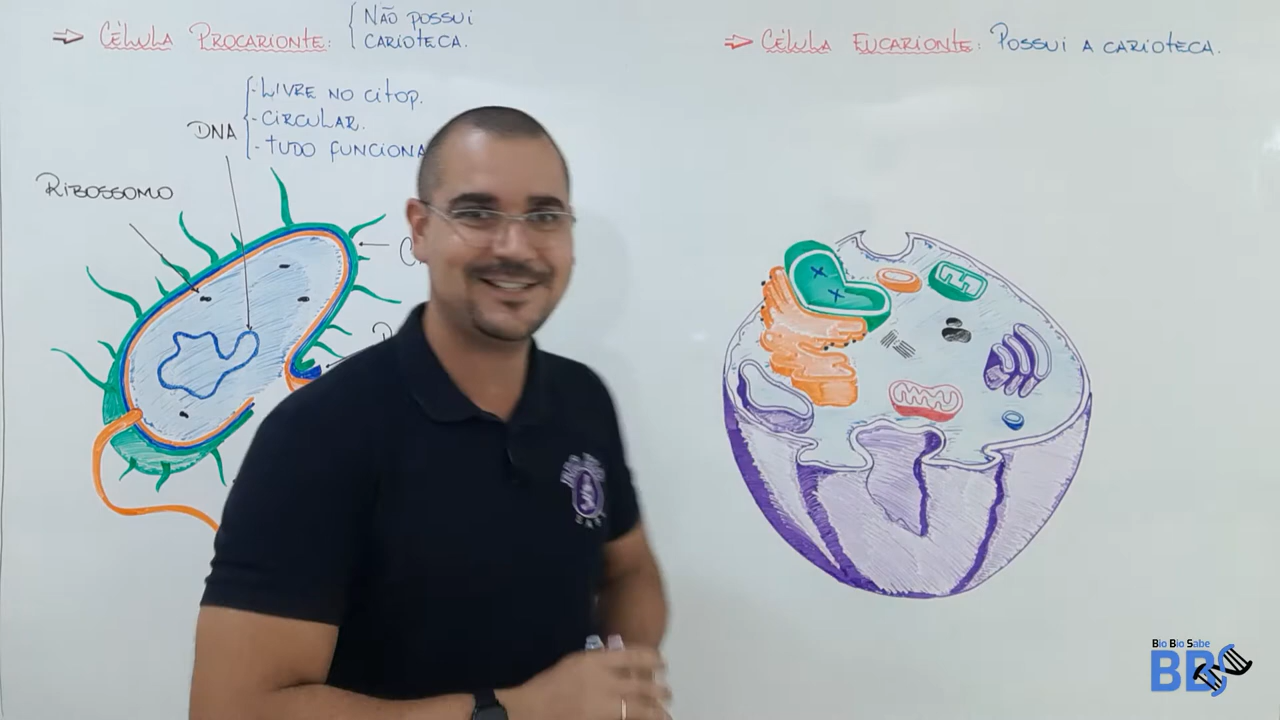 ⇒ CÉLULA PROCARIONTE: { NÃO POSSUI
CARIOTECA.
DNA { - LIVRE NO CITOP.
- CIRCULAR.
- TUDO FUNCIONA
RIBOSSOMO
⇒ CÉLULA EUCARIONTE: POSSUI A CARIOTECA.
Bio Bio Sabe
BBS